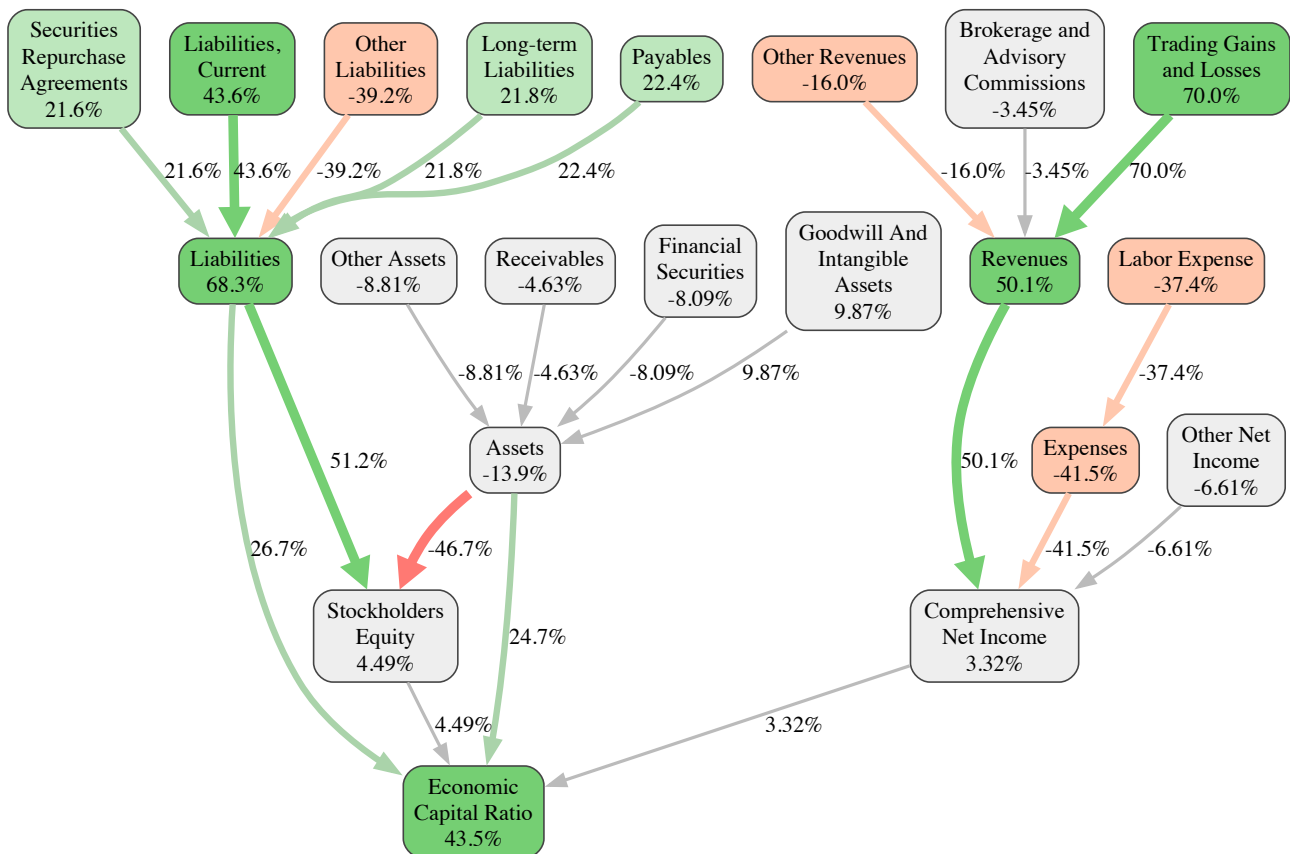 Securities
Repurchase
Agreements
21.6%
Liabilities,
Current
43.6%
Other
Liabilities
-39.2%
Long-term
Liabilities
21.8%
Payables
22.4%
Other Revenues
-16.0%
Brokerage and
Advisory
Commissions
-3.45%
Trading Gains
and Losses
70.0%
21.6%
43.6%
-39.2%
21.8%
22.4%
-16.0%
-3.45%
70.0%
Liabilities
68.3%
Other Assets
-8.81%
Receivables
-4.63%
Financial
Securities
-8.09%
Goodwill And
Intangible
Assets
9.87%
Revenues
50.1%
Labor Expense
-37.4%
-8.81%
-4.63%
-8.09%
9.87%
-37.4%
51.2%
Assets
-13.9%
50.1%
Expenses
-41.5%
Other Net
Income
-6.61%
26.7%
-46.7%
-41.5%
-6.61%
Stockholders
Equity
4.49%
24.7%
Comprehensive
Net Income
3.32%
4.49%
3.32%
Economic
Capital Ratio
43.5%